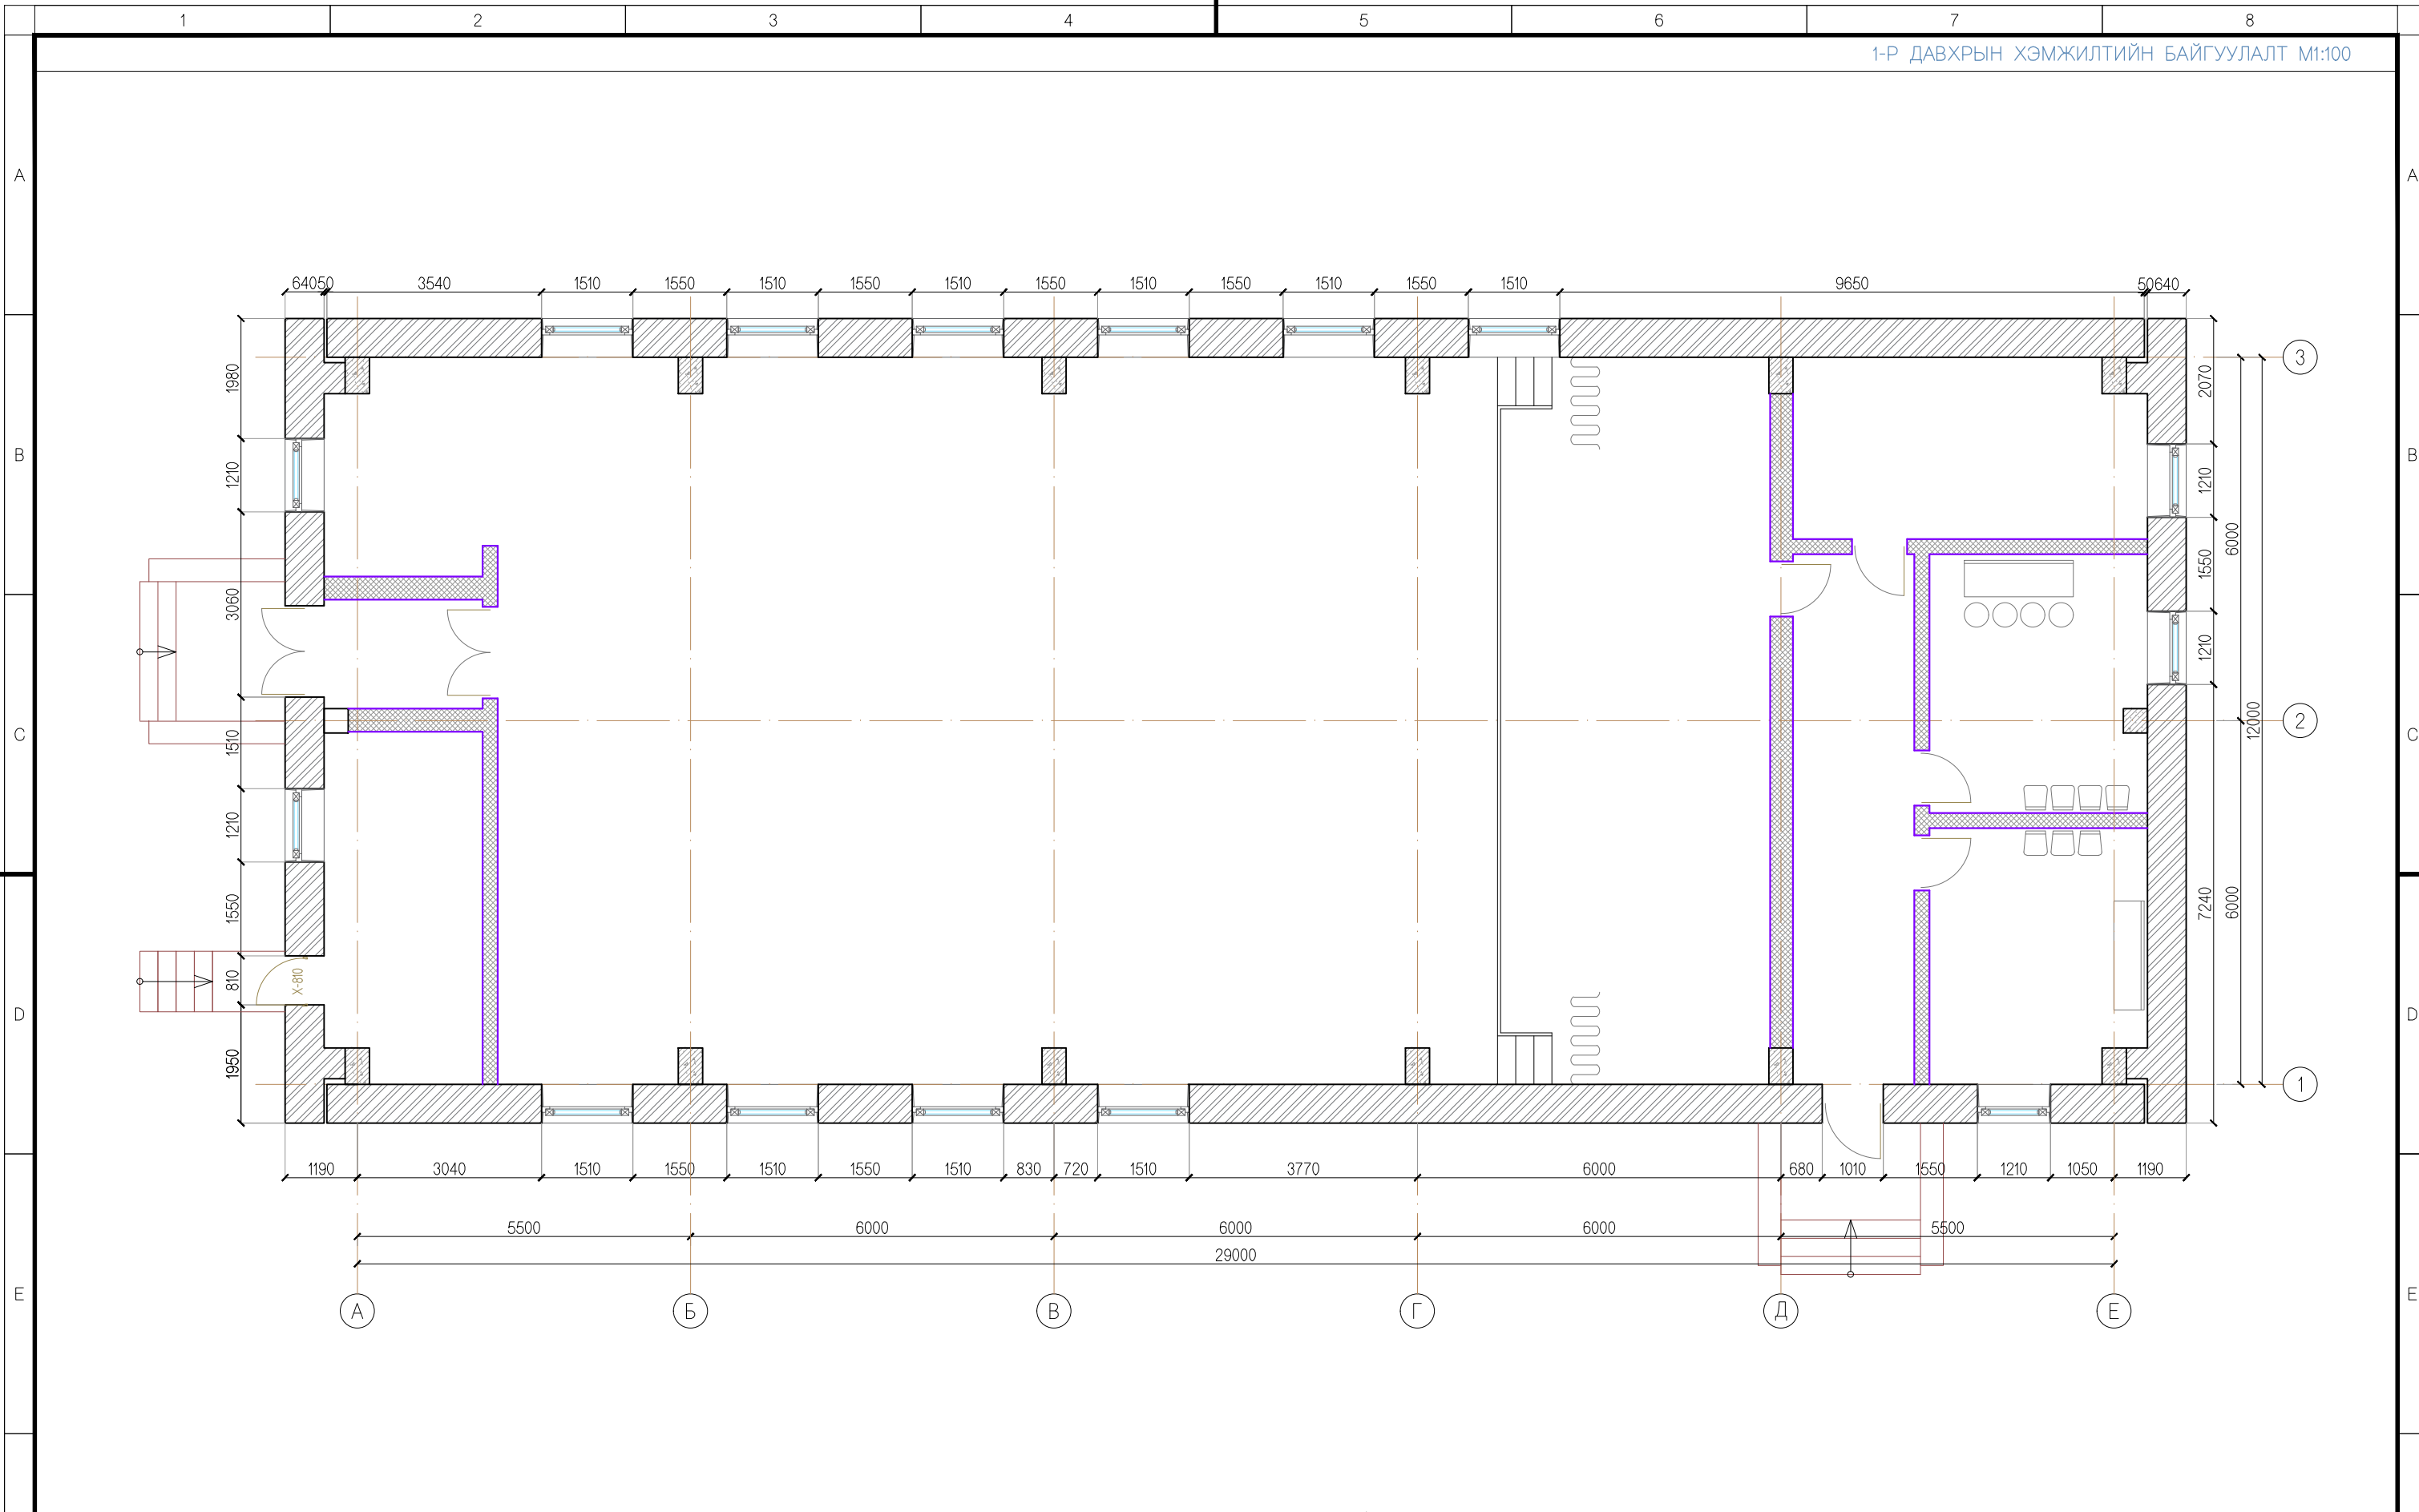 1 2 3 4 5 6 7 8
1-Р ДАВХРЫН ХЭМЖИЛТИЙН БАЙГУУЛАЛТ М1:100
A A
64050 3540 1510 1550 1510 1550 1510 1550 1510 1550 1510 1550 1510 9650 50640
3
1980
2070
B B
1210
1210
6000
1550
3060
1210
12000
2
C C
1510
1210
1550
7240
6000
X-810
810
D D
1950
1
1190 3040 1510 1550 1510 1550 1510 830 720 1510 3770 6000 680 1010 1550 1210 1050 1190
5500 6000 6000 6000 5500
29000
E E
А Б В Г Д Е